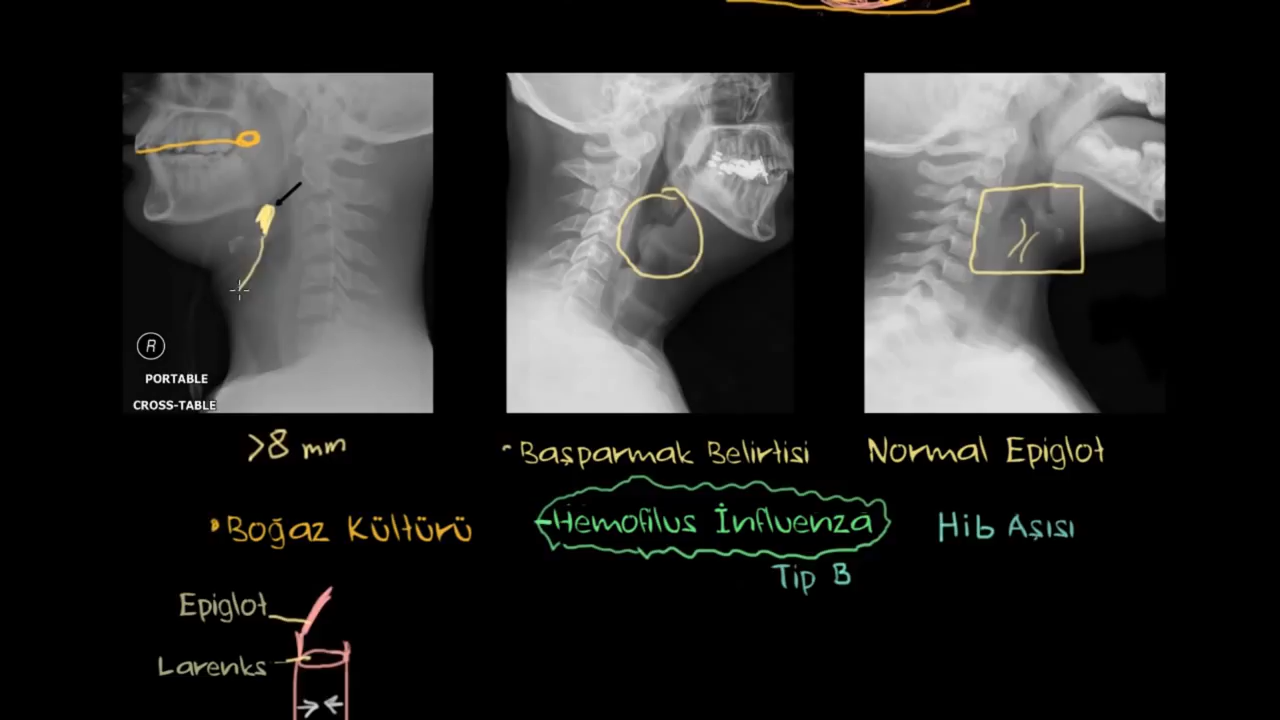 R
PORTABLE
CROSS-TABLE
>8 mm
Başparmak Belirtisi
Normal Epiglot
Boğaz Kültürü
Hemofilus İnfluenza
Tip B
Hib Aşısı
Epiglot
Larenks